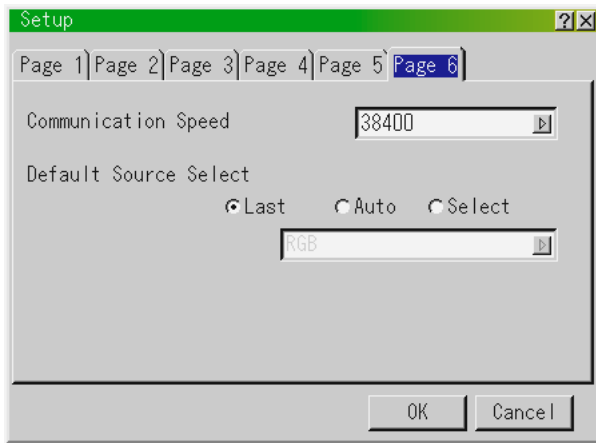 Setup
Page 1 Page 2 Page 3 Page 4 Page 5 Page 6
Communication Speed 38400
Default Source Select
Last Auto Select
RGB
OK Cancel